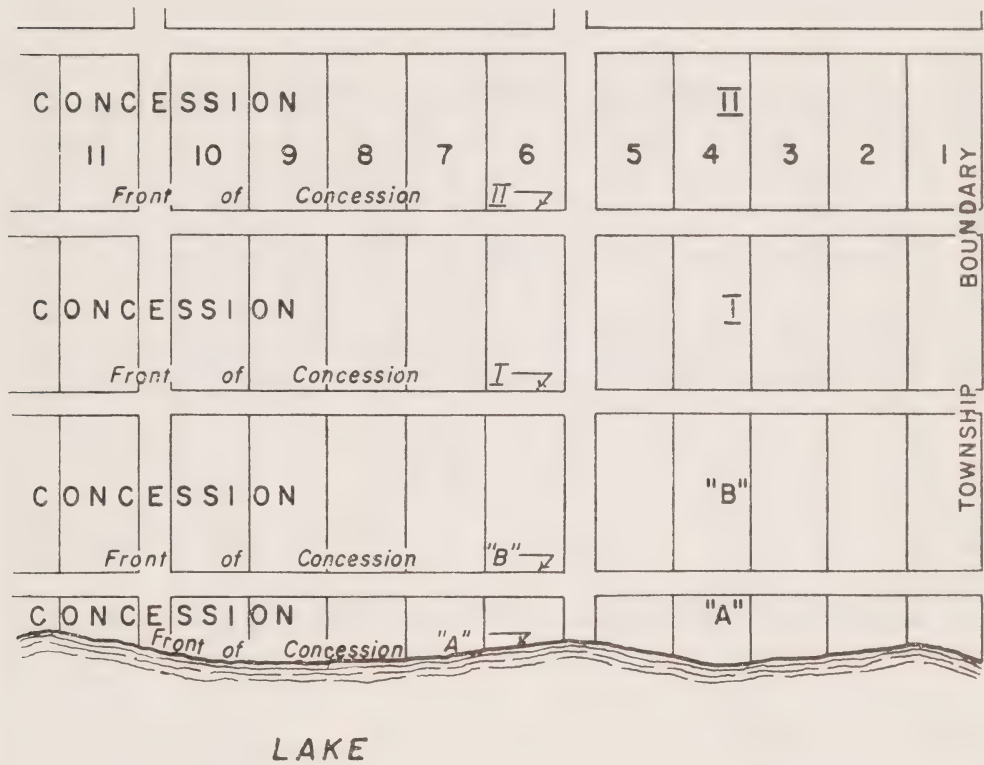 CONCESSION II
11 10 9 8 7 6 5 4 3 2 1
Front of Concession II
CONCESSION I
Front of Concession I
CONCESSION "B"
Front of Concession "B"
CONCESSION "A"
Front of Concession "A"
LAKE
TOWNSHIP BOUNDARY